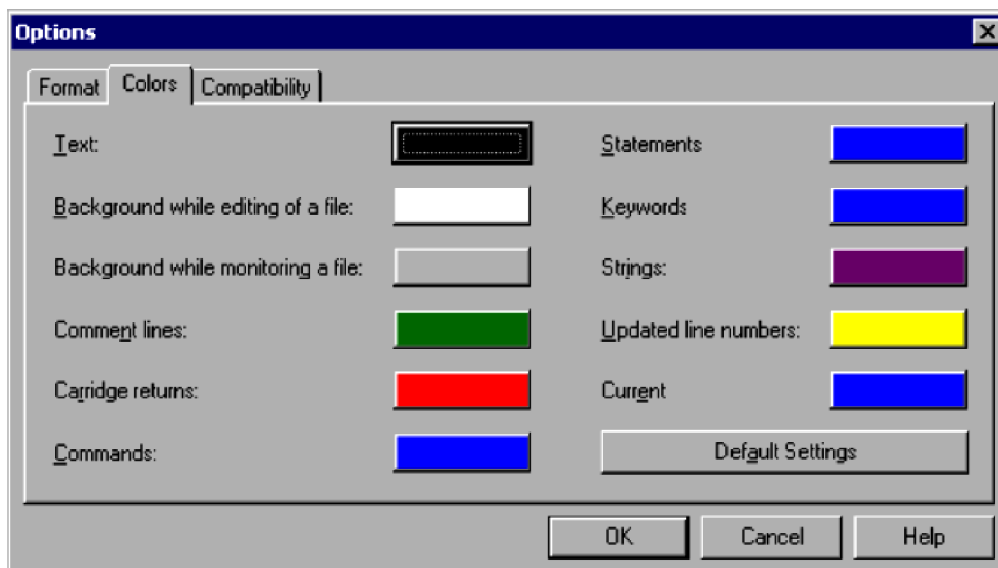 Options
Format Colors Compatibility
Text:
Background while editing of a file:
Background while monitoring a file:
Comment lines:
Carridge returns:
Commands:
Statements
Keywords
Strings:
Updated line numbers:
Current
Default Settings
OK Cancel Help